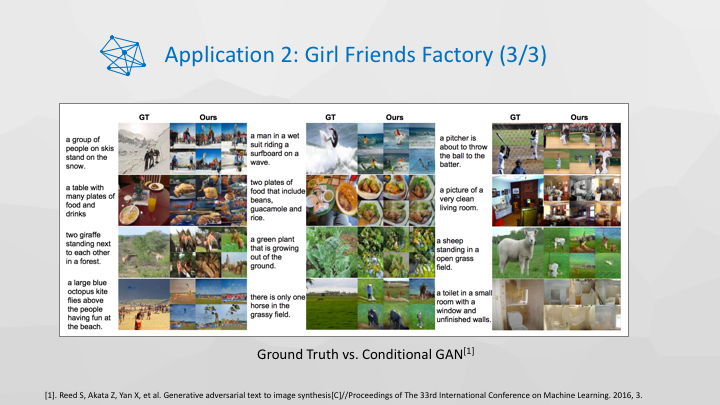 Application 2: Girl Friends Factory (3/3)
GT
Ours
a group of
people on skis
stand on the
snow.
a table with
many plates of
food and
drinks
two giraffe
standing next
to each other
in a forest.
a large blue
octopus kite
flies above
the people
having fun at
the beach.
GT
Ours
a man in a wet
suit riding a
surfboard on a
wave.
two plates of
food that include
beans,
guacamole and
rice.
a green plant
that is growing
out of the
ground.
there is only one
horse in the
grassy field.
GT
Ours
a pitcher is
about to throw
the ball to the
batter.
a picture of a
very clean
living room.
a sheep
standing in a
open grass
field.
a toilet in a small
room with a
window and
unfinished walls.
Ground Truth vs. Conditional GAN[1]
[1]. Reed S, Akata Z, Yan X, et al. Generative adversarial text to image synthesis[C]//Proceedings of The 33rd International Conference on Machine Learning. 2016, 3.